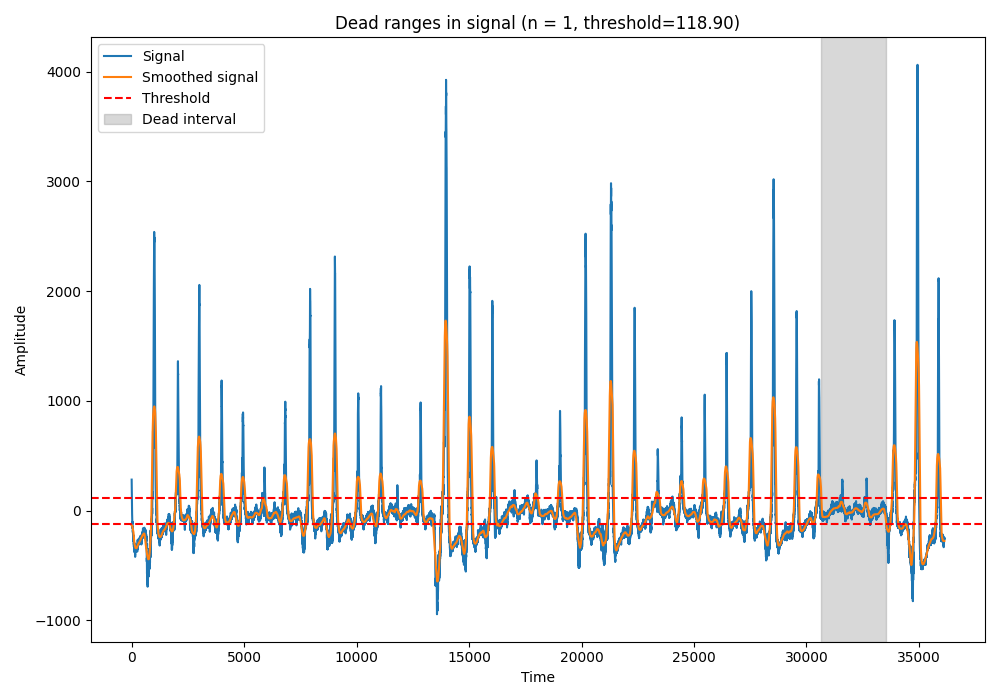 Dead ranges in signal (n = 1, threshold=118.90)
Signal
Smoothed signal
Threshold
Dead interval
4000
3000
2000
1000
0
−1000
Amplitude
0 5000 10000 15000 20000 25000 30000 35000
Time